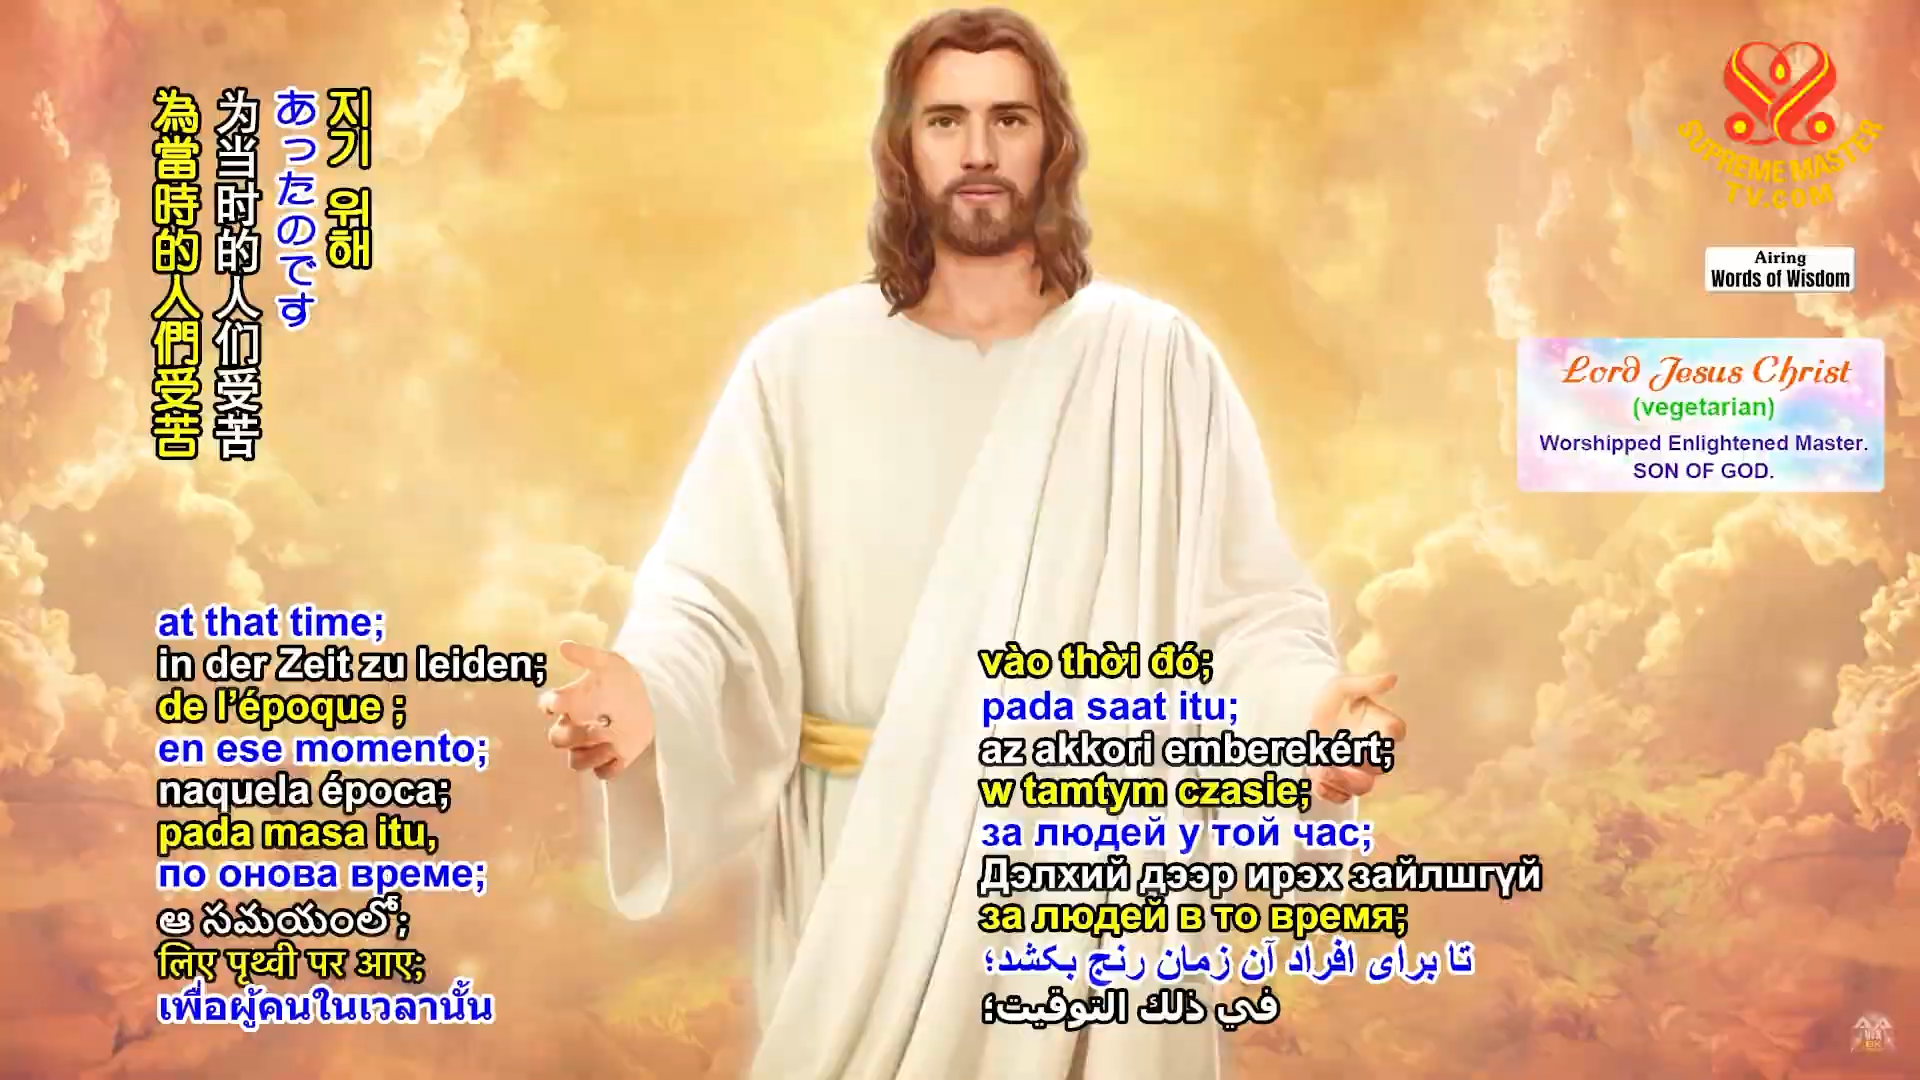 為當時的人們受苦
为当时的人们受苦
あったのです
지기 위해
SUPREME MASTER
TV.COM
Airing
Words of Wisdom
Lord Jesus Christ
(vegetarian)
Worshipped Enlightened Master.
SON OF GOD.
at that time;
in der Zeit zu leiden;
de l’époque ;
en ese momento;
naquela época;
pada masa itu,
по онова време;
ఆ సమయంలో;
लिए पृथ्वी पर आए;
เพื่อผู้คนในเวลานั้น
vào thời đó;
pada saat itu;
az akkori emberekért;
w tamtym czasie;
за людей у той час;
Дэлхий дээр ирэх зайлшгүй
за людей в то время;
تا برای افراد آن زمان رنج بکشد؛
في ذلك التوقيت؛